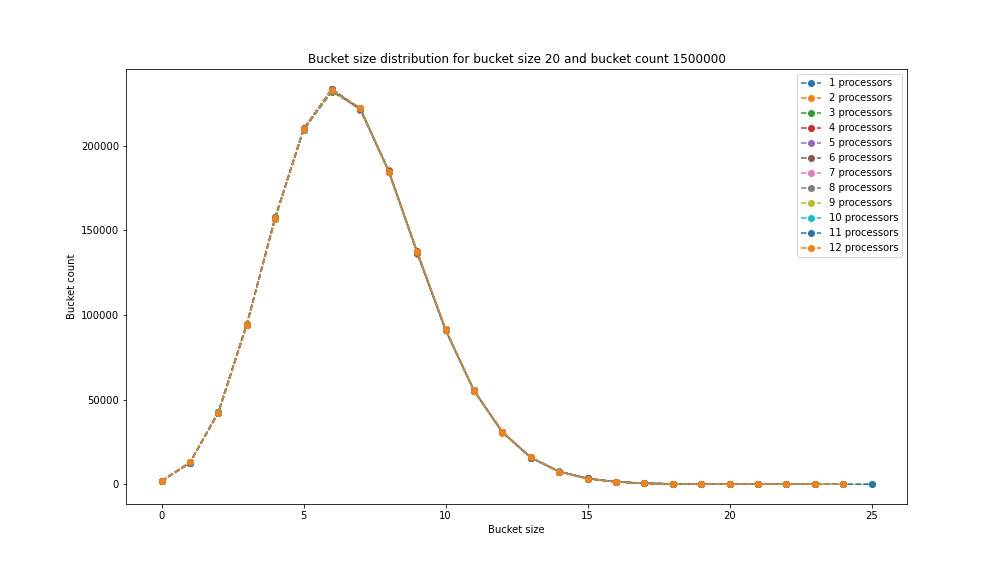 Bucket size distribution for bucket size 20 and bucket count 1500000
1 processors
2 processors
3 processors
4 processors
5 processors
6 processors
7 processors
8 processors
9 processors
10 processors
11 processors
12 processors
200000
150000
100000
50000
0
Bucket count
0 5 10 15 20 25
Bucket size